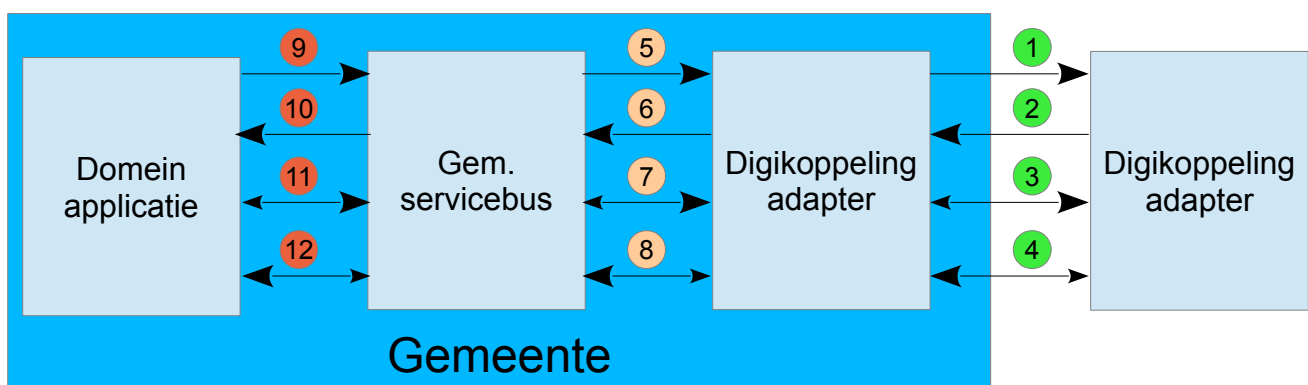 9 5 1
10 6 2
Domein
applicatie
Gem.
servicebus
Digikoppeling
adapter
Digikoppeling
adapter
11 7 3
12 8 4
Gemeente